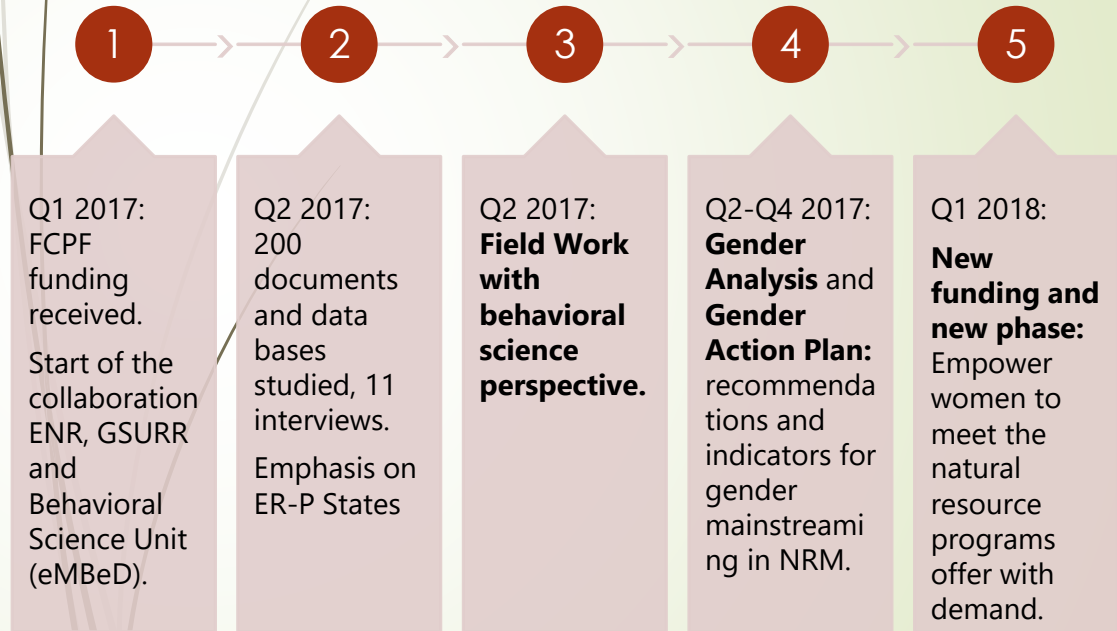 1
2
3
4
5
Q1 2017:
FCPF
funding
received.
Start of the
collaboration
ENR, GSURR
and
Behavioral
Science Unit
(eMBeD).
Q2 2017:
200
documents
and data
bases
studied, 11
interviews.
Emphasis on
ER-P States
Q2 2017:
Field Work
with
behavioral
science
perspective.
Q2-Q4 2017:
Gender
Analysis and
Gender
Action Plan:
recommenda
tions and
indicators for
gender
mainstreami
ng in NRM.
Q1 2018:
New
funding and
new phase:
Empower
women to
meet the
natural
resource
programs
offer with
demand.